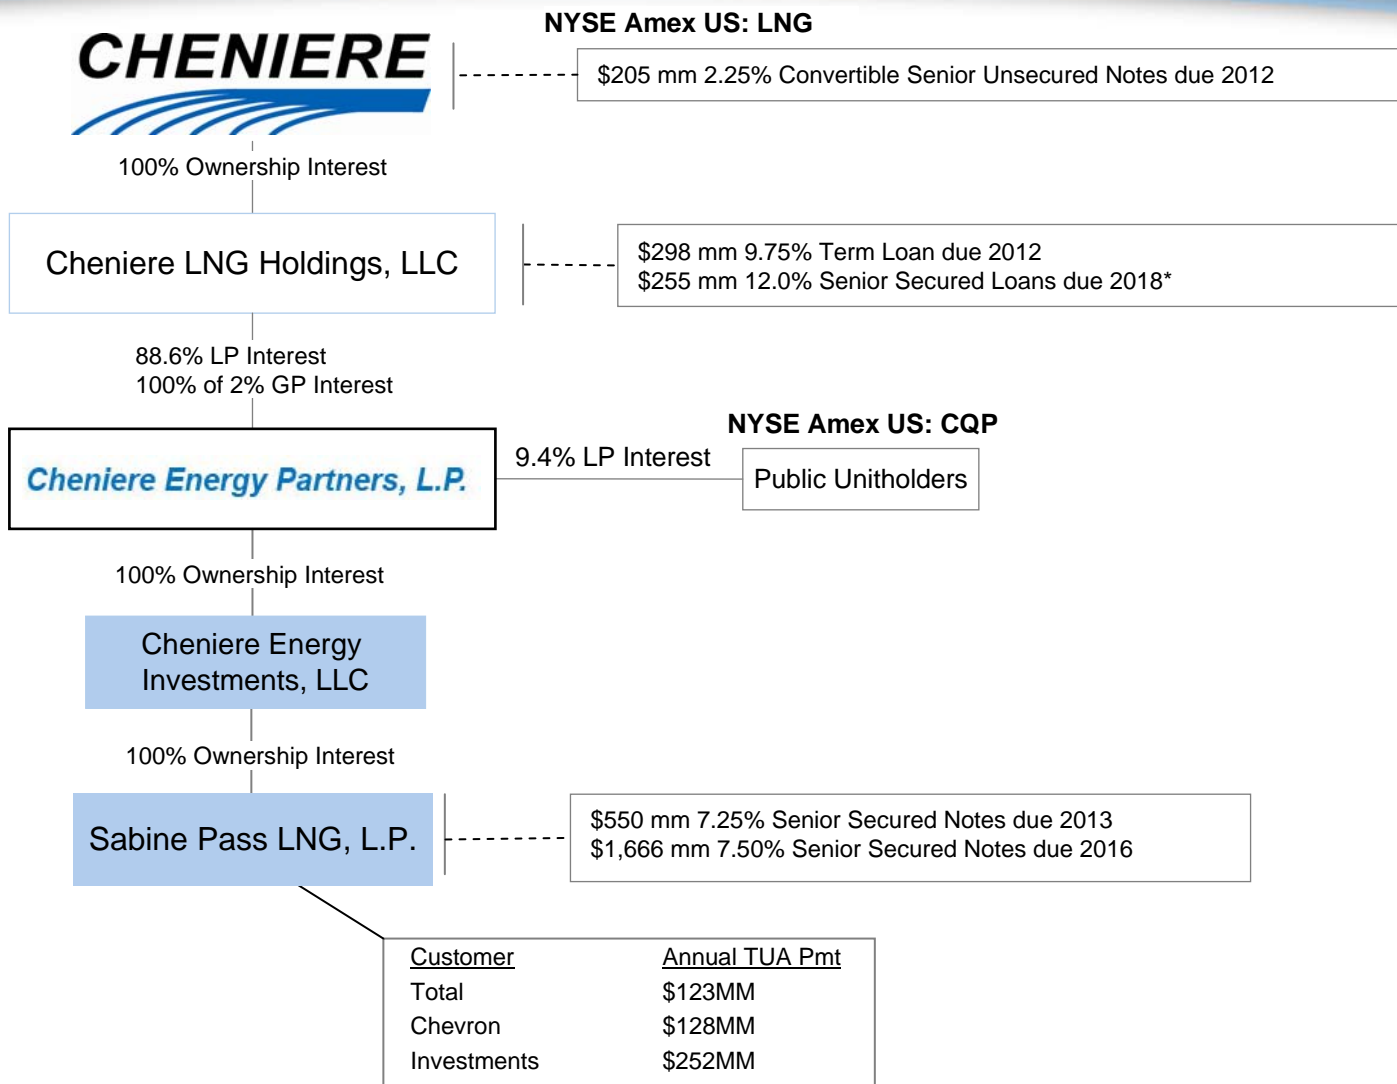 NYSE Amex US: LNG
CHENIERE
$205 mm 2.25% Convertible Senior Unsecured Notes due 2012
100% Ownership Interest
Cheniere LNG Holdings, LLC
$298 mm 9.75% Term Loan due 2012
$255 mm 12.0% Senior Secured Loans due 2018*
88.6% LP Interest
100% of 2% GP Interest
NYSE Amex US: CQP
Cheniere Energy Partners, L.P.
9.4% LP Interest
Public Unitholders
100% Ownership Interest
Cheniere Energy
Investments, LLC
100% Ownership Interest
Sabine Pass LNG, L.P.
$550 mm 7.25% Senior Secured Notes due 2013
$1,666 mm 7.50% Senior Secured Notes due 2016
Customer Annual TUA Pmt
Total $123MM
Chevron $128MM
Investments $252MM